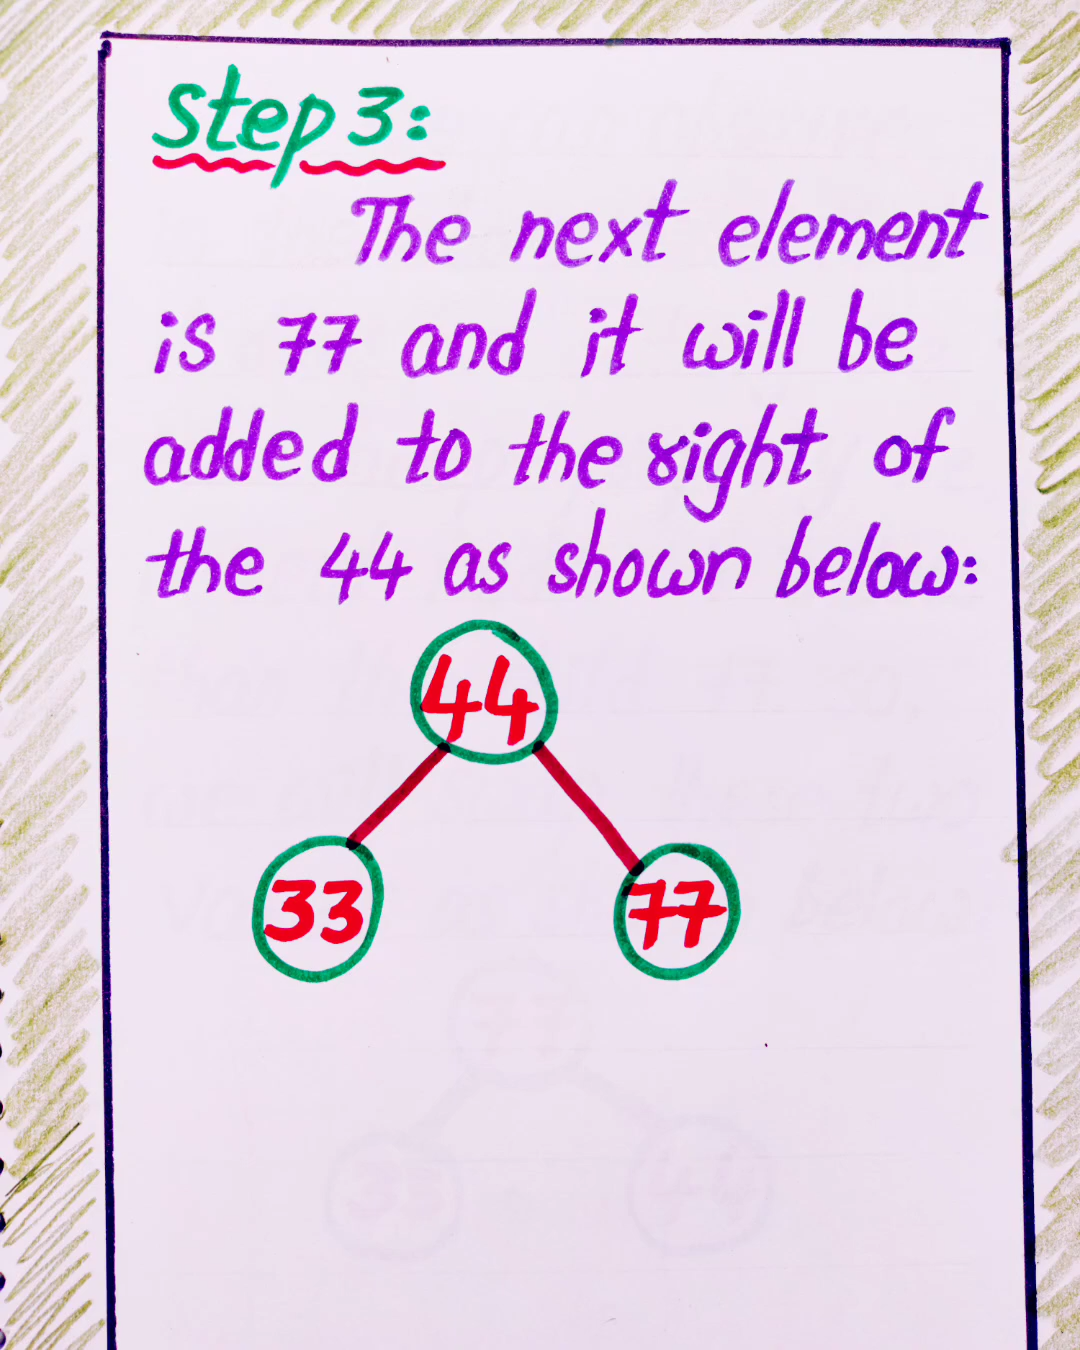 Step 3:
The next element
is 77 and it will be
added to the right of
the 44 as shown below:
44
33 77